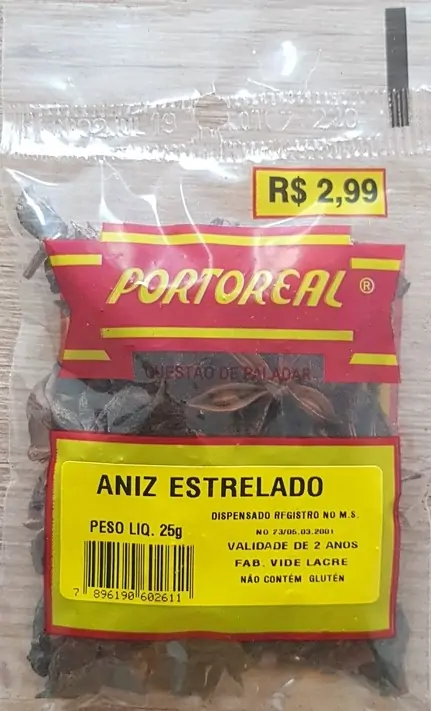 R$ 2,99
PORTOREAL ®
QUESTÃO DE PALADAR
ANIZ ESTRELADO
DISPENSADO REGISTRO NO M.S.
PESO LIQ. 25g
NO 23/05.03.2001
VALIDADE DE 2 ANOS
FAB. VIDE LACRE
NÃO CONTÉM GLUTÉN
7 896190 602611